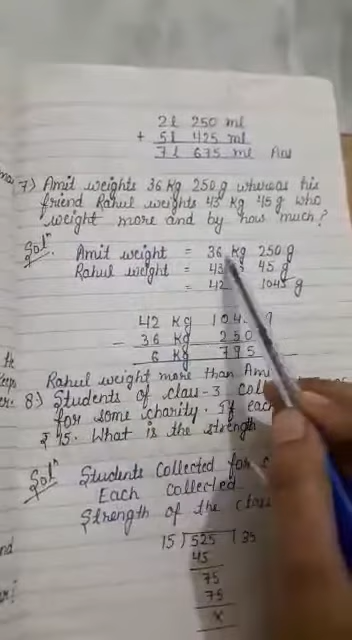 2l 250 ml
+ 5l 425 ml
7l 675 ml Ans
7) Amit weights 36 Kg 250 g whereas his
friend Rahul weights 43 Kg 45 g who
weight more and by how much?
Solⁿ
Amit weight = 36 Kg 250 g
Rahul weight = 43 45 g
= 42 1045 g
42 Kg 104
- 36 Kg 250
6 Kg 795
Rahul weight more than Ami
8) Students of class-3 coll
for some charity. If each
₹ 15. What is the strength
Solⁿ Students Collected for
Each collected
Strength of the class
15 ) 525 ( 35
45
75
75
x